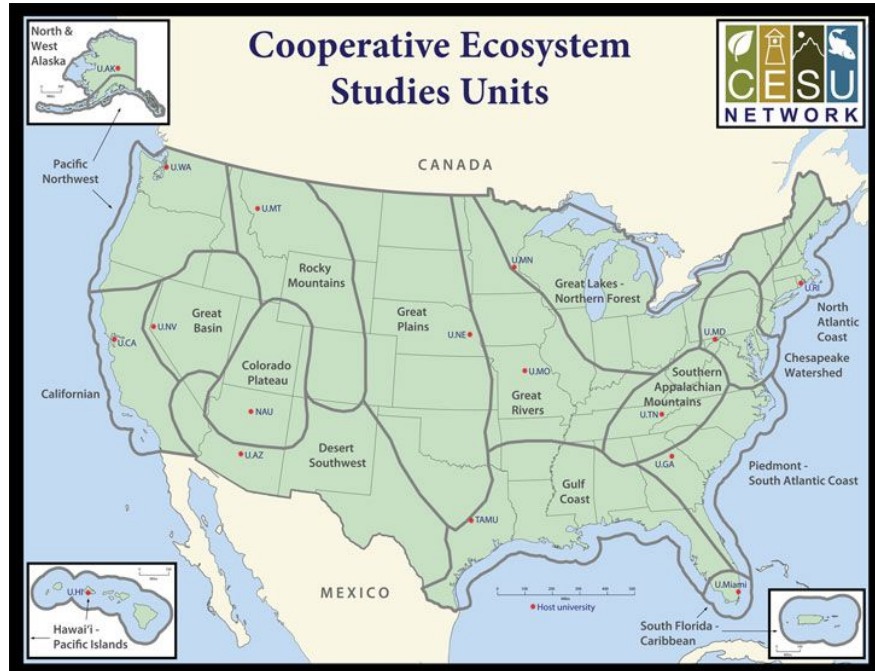 Cooperative Ecosystem
Studies Units
CESU
NETWORK
North &
West
Alaska
U.AK
Pacific
Northwest
CANADA
U.WA
U.MT
Rocky
Mountains
U.MN
Great Lakes -
Northern Forest
U.RI
North
Atlantic
Coast
Great
Basin
U.NV
U.CA
Californian
Great
Plains
U.NE
U.MD
Chesapeake
Watershed
Colorado
Plateau
NAU
U.MO
Great
Rivers
Southern
Appalachian
Mountains
U.TN
U.AZ
Desert
Southwest
U.GA
Gulf
Coast
Piedmont -
South Atlantic Coast
TAMU
MEXICO
U.HI
Hawai'i -
Pacific Islands
Host university
U.Miami
South Florida -
Caribbean